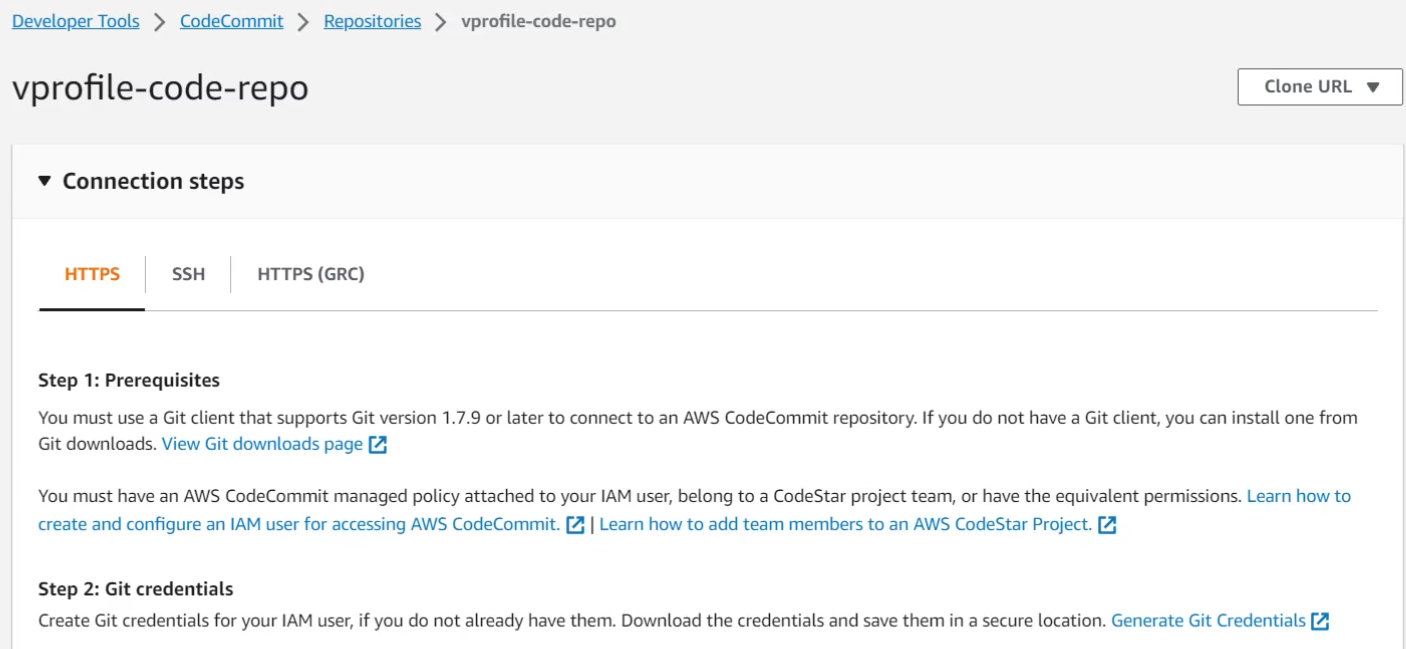 Developer Tools > CodeCommit > Repositories > vprofile-code-repo
vprofile-code-repo
Clone URL ▼
▼ Connection steps
HTTPS SSH HTTPS (GRC)
Step 1: Prerequisites
You must use a Git client that supports Git version 1.7.9 or later to connect to an AWS CodeCommit repository. If you do not have a Git client, you can install one from
Git downloads. View Git downloads page
You must have an AWS CodeCommit managed policy attached to your IAM user, belong to a CodeStar project team, or have the equivalent permissions. Learn how to
create and configure an IAM user for accessing AWS CodeCommit. | Learn how to add team members to an AWS CodeStar Project.
Step 2: Git credentials
Create Git credentials for your IAM user, if you do not already have them. Download the credentials and save them in a secure location. Generate Git Credentials